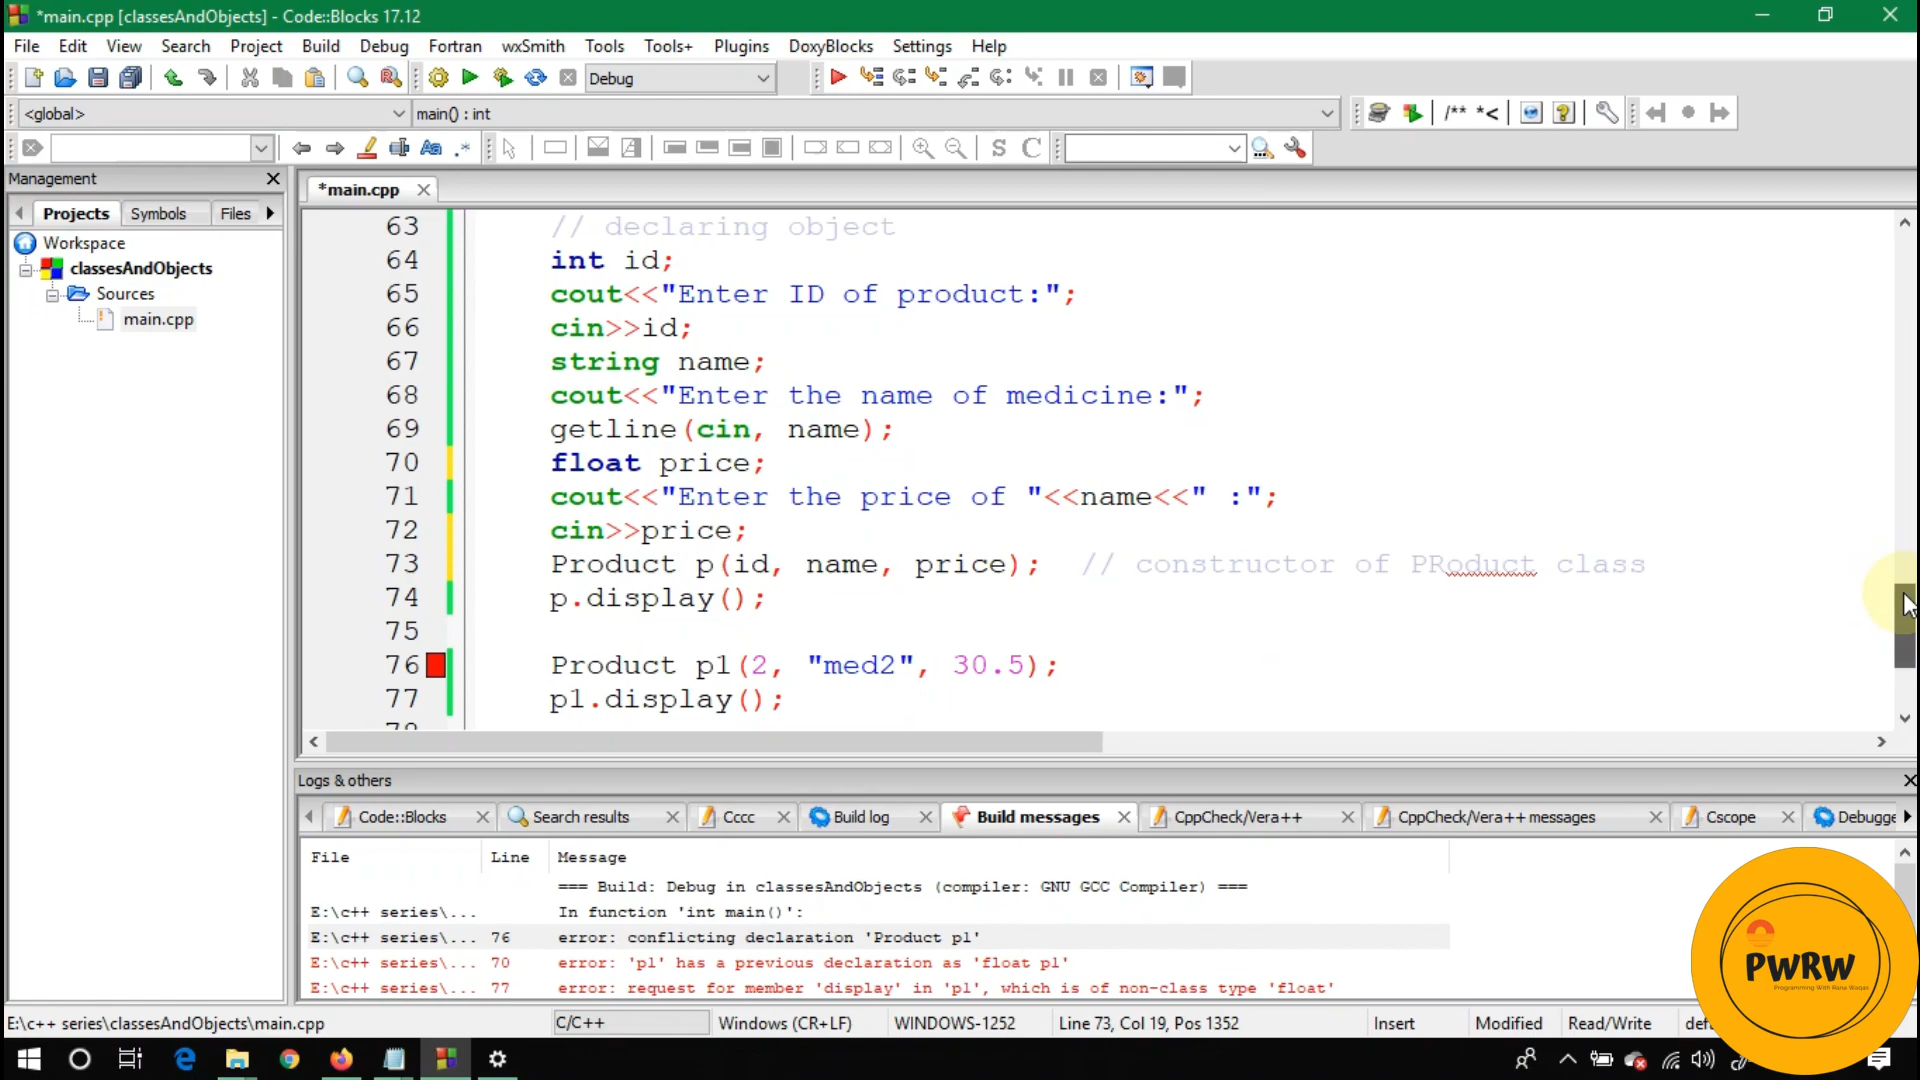 *main.cpp [classesAndObjects] - Code::Blocks 17.12
File Edit View Search Project Build Debug Fortran wxSmith Tools Tools+ Plugins DoxyBlocks Settings Help
Debug
<global> main() : int /** *<
Aa .* S C
Management *main.cpp
Projects Symbols Files
Workspace
classesAndObjects
Sources
main.cpp
63 // declaring object
64 int id;
65 cout<<"Enter ID of product:";
66 cin>>id;
67 string name;
68 cout<<"Enter the name of medicine:";
69 getline(cin, name);
70 float price;
71 cout<<"Enter the price of "<<name<<" :";
72 cin>>price;
73 Product p(id, name, price); // constructor of PRoduct class
74 p.display();
75
76 Product p1(2, "med2", 30.5);
77 p1.display();
78
Logs & others
Code::Blocks Search results Cccc Build log Build messages CppCheck/Vera++ CppCheck/Vera++ messages Cscope Debugge
File Line Message
=== Build: Debug in classesAndObjects (compiler: GNU GCC Compiler) ===
E:\c++ series\... In function 'int main()':
E:\c++ series\... 76 error: conflicting declaration 'Product p1'
E:\c++ series\... 70 error: 'p1' has a previous declaration as 'float p1'
E:\c++ series\... 77 error: request for member 'display' in 'p1', which is of non-class type 'float'
PWRW
Programming With Rana Waqas
E:\c++ series\classesAndObjects\main.cpp C/C++ Windows (CR+LF) WINDOWS-1252 Line 73, Col 19, Pos 1352 Insert Modified Read/Write